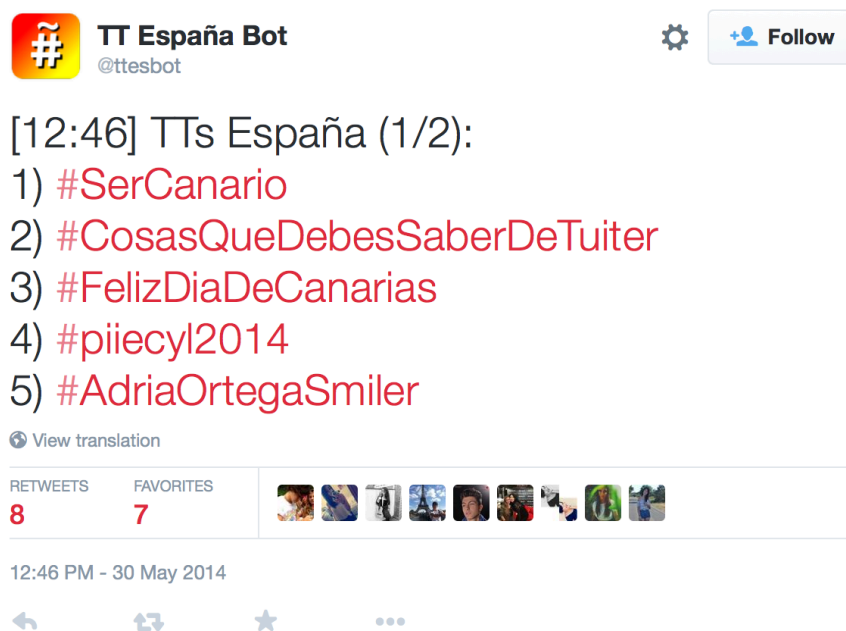 #
TT España Bot
@ttesbot
Follow
[12:46] TTs España (1/2):
1) #SerCanario
2) #CosasQueDebesSaberDeTuiter
3) #FelizDiaDeCanarias
4) #piiecyl2014
5) #AdriaOrtegaSmiler
View translation
RETWEETS FAVORITES
8 7
12:46 PM - 30 May 2014